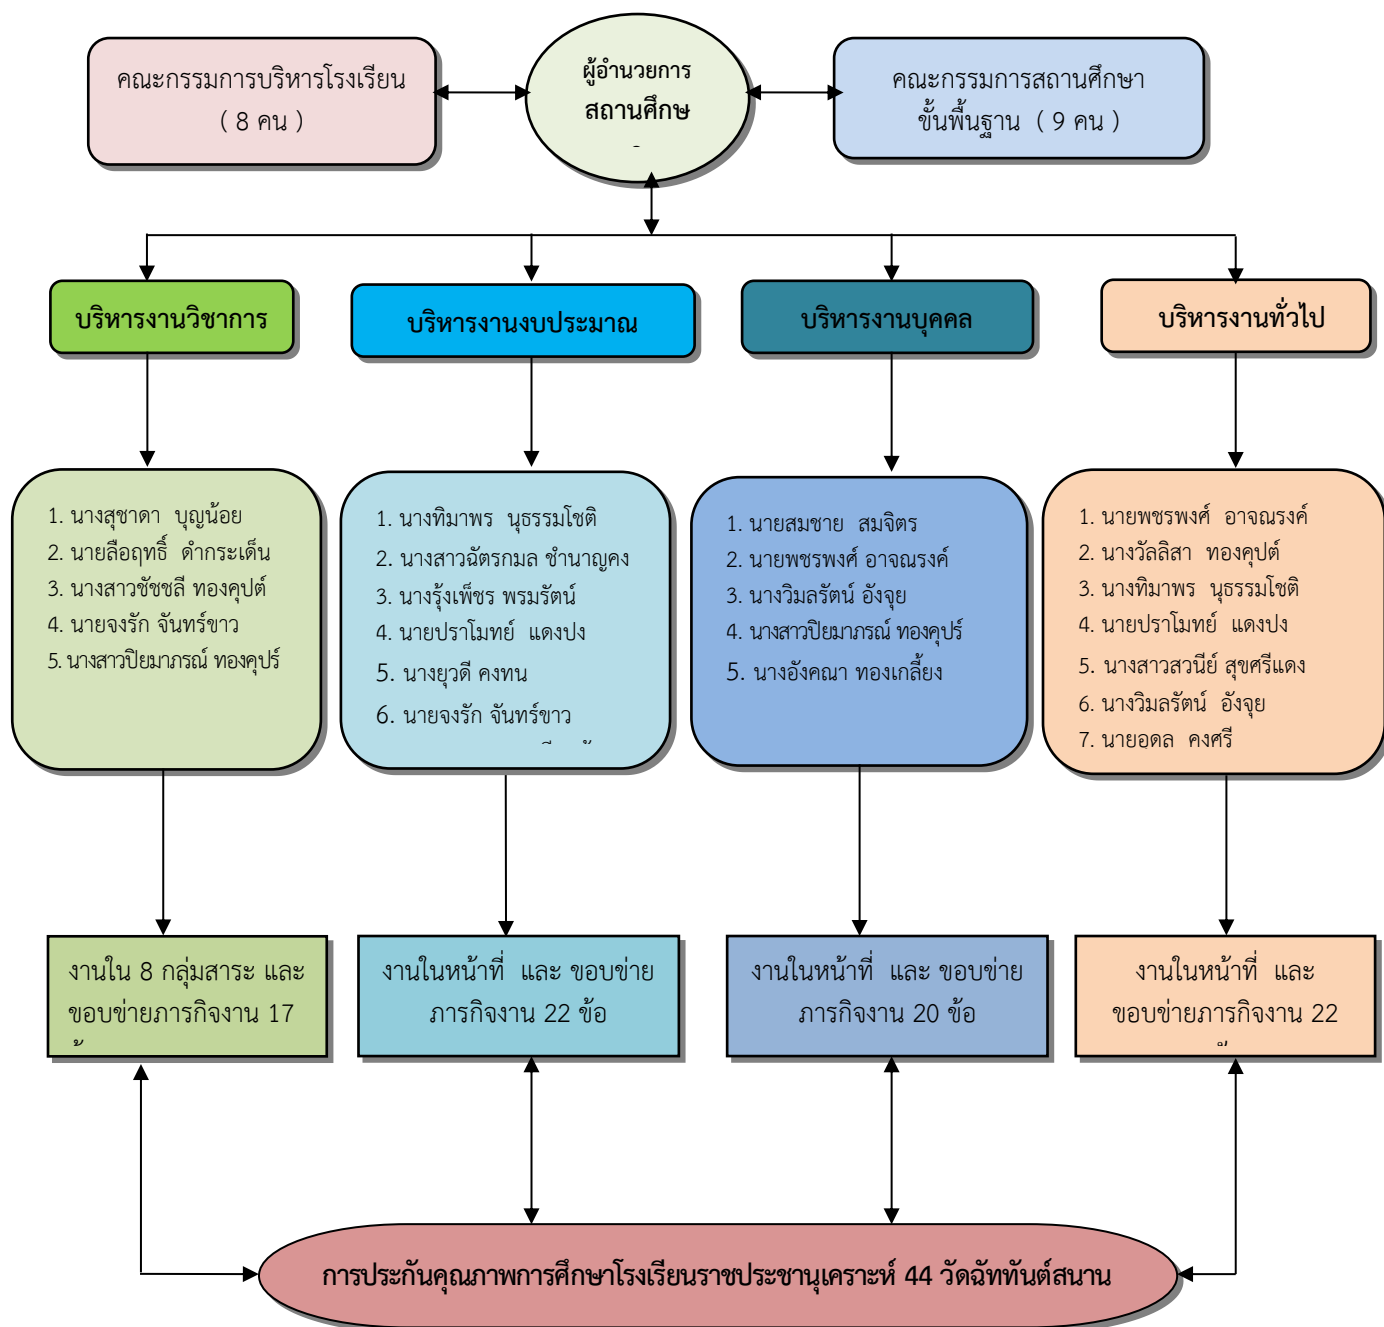 คณะกรรมการบริหารโรงเรียน
( 8 คน )
ผู้อำนวยการ
สถานศึกษ
คณะกรรมการสถานศึกษา
ขั้นพื้นฐาน ( 9 คน )
บริหารงานวิชาการ
บริหารงานงบประมาณ
บริหารงานบุคคล
บริหารงานทั่วไป
1. นางสุชาดา บุญน้อย
2. นายลือฤทธิ์ ดำกระเด็น
3. นางสาวชัชชลี ทองคุปต์
4. นายจงรัก จันทร์ขาว
5. นางสาวปิยมาภรณ์ ทองคุปร์
1. นางทิมาพร นุธรรมโชติ
2. นางสาวฉัตรกมล ชำนาญคง
3. นางรุ้งเพ็ชร พรมรัตน์
4. นายปราโมทย์ แดงปง
5. นางยุวดี คงทน
6. นายจงรัก จันทร์ขาว
1. นายสมชาย สมจิตร
2. นายพชรพงศ์ อาจณรงค์
3. นางวิมลรัตน์ อังจุย
4. นางสาวปิยมาภรณ์ ทองคุปร์
5. นางอังคณา ทองเกลี้ยง
1. นายพชรพงศ์ อาจณรงค์
2. นางวัลลิสา ทองคุปต์
3. นางทิมาพร นุธรรมโชติ
4. นายปราโมทย์ แดงปง
5. นางสาวสวนีย์ สุขศรีแดง
6. นางวิมลรัตน์ อังจุย
7. นายอดล คงศรี
งานใน 8 กลุ่มสาระ และ
ขอบข่ายภารกิจงาน 17
งานในหน้าที่ และ ขอบข่าย
ภารกิจงาน 22 ข้อ
งานในหน้าที่ และ ขอบข่าย
ภารกิจงาน 20 ข้อ
งานในหน้าที่ และ
ขอบข่ายภารกิจงาน 22
การประกันคุณภาพการศึกษาโรงเรียนราชประชานุเคราะห์ 44 วัดฉัททันต์สนาน